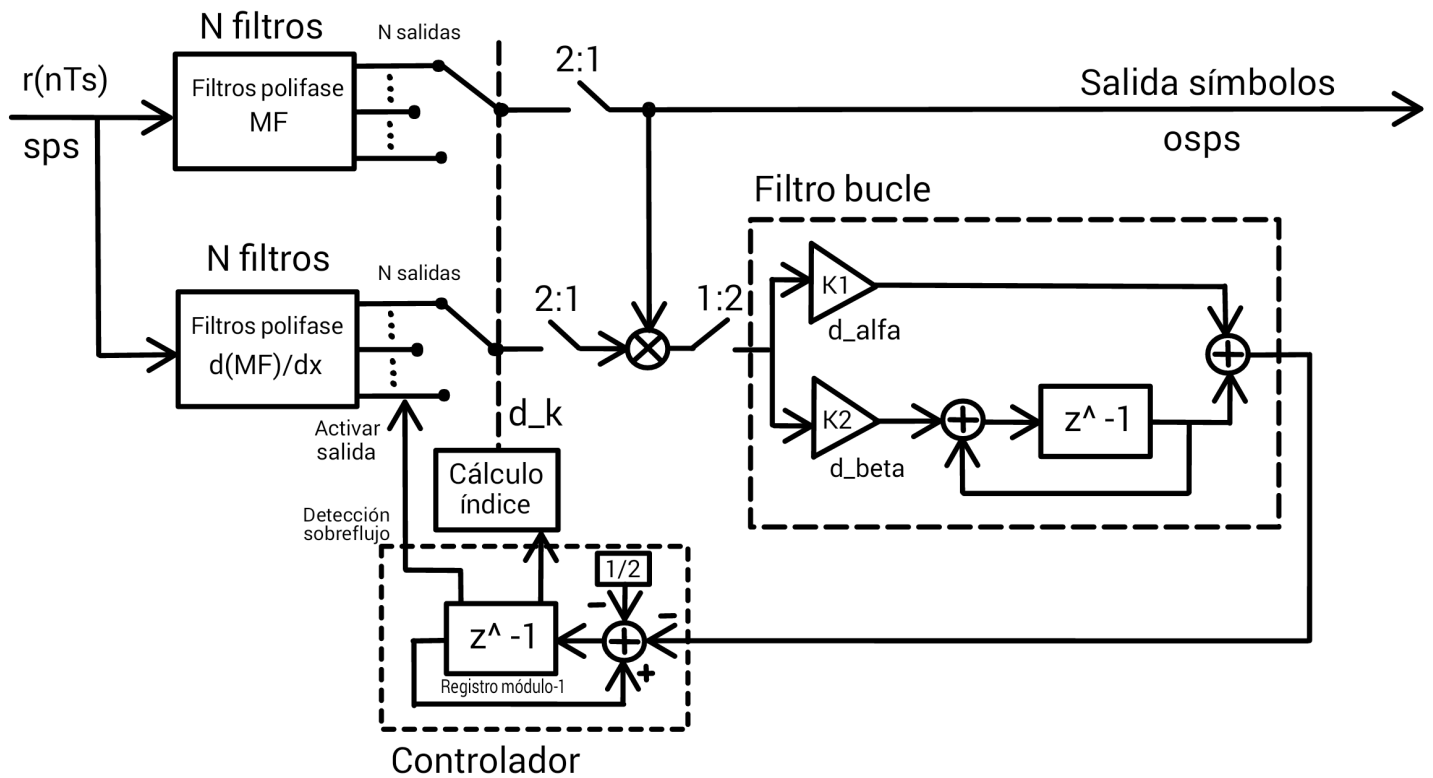 N filtros
N salidas
r(nTs)
sps
Filtros polifase
MF
2:1
Salida símbolos
osps
Filtro bucle
N filtros
N salidas
Filtros polifase
d(MF)/dx
2:1
1:2
K1
d_alfa
K2
d_beta
z^ -1
Activar
salida
d_k
Cálculo
índice
Detección
sobreflujo
1/2
z^ -1
Registro módulo-1
Controlador